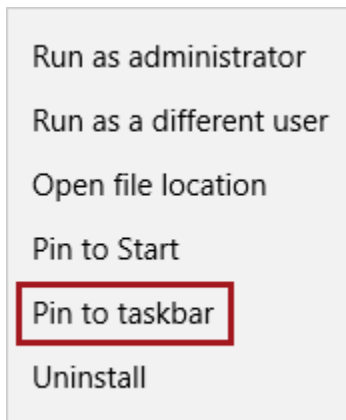 Run as administrator
Run as a different user
Open file location
Pin to Start
Pin to taskbar
Uninstall